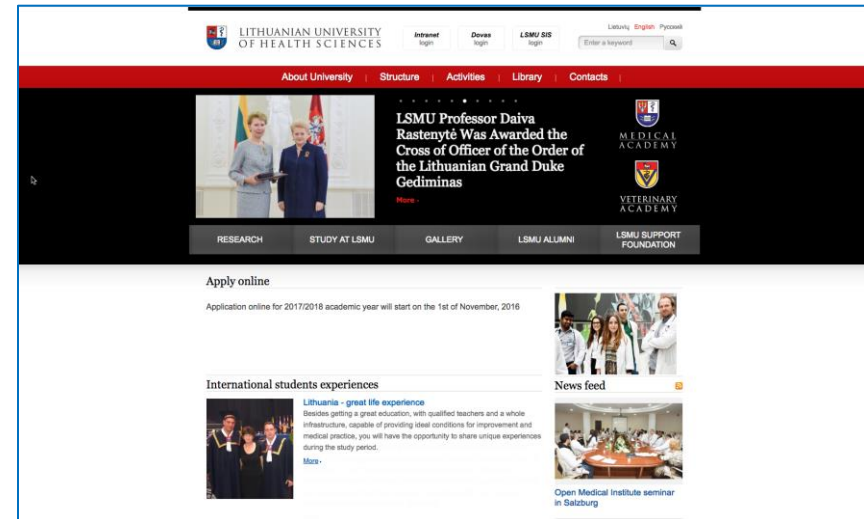 LITHUANIAN UNIVERSITY
OF HEALTH SCIENCES
Intranet
login
Dovas
login
LSMU SIS
login
Lietuvių English Русский
Enter a keyword
About University | Structure | Activities | Library | Contacts |
LSMU Professor Daiva
Rastenytė Was Awarded the
Cross of Officer of the Order of
the Lithuanian Grand Duke
Gediminas
More ›
MEDICAL
ACADEMY
VETERINARY
ACADEMY
RESEARCH
STUDY AT LSMU
GALLERY
LSMU ALUMNI
LSMU SUPPORT
FOUNDATION
Apply online
Application online for 2017/2018 academic year will start on the 1st of November, 2016
International students experiences
Lithuania - great life experience
Besides getting a great education, with qualified teachers and a whole
infrastructure, capable of providing ideal conditions for improvement and
medical practice, you will have the opportunity to share unique experiences
during the study period.
More ›
News feed
Open Medical Institute seminar
in Salzburg